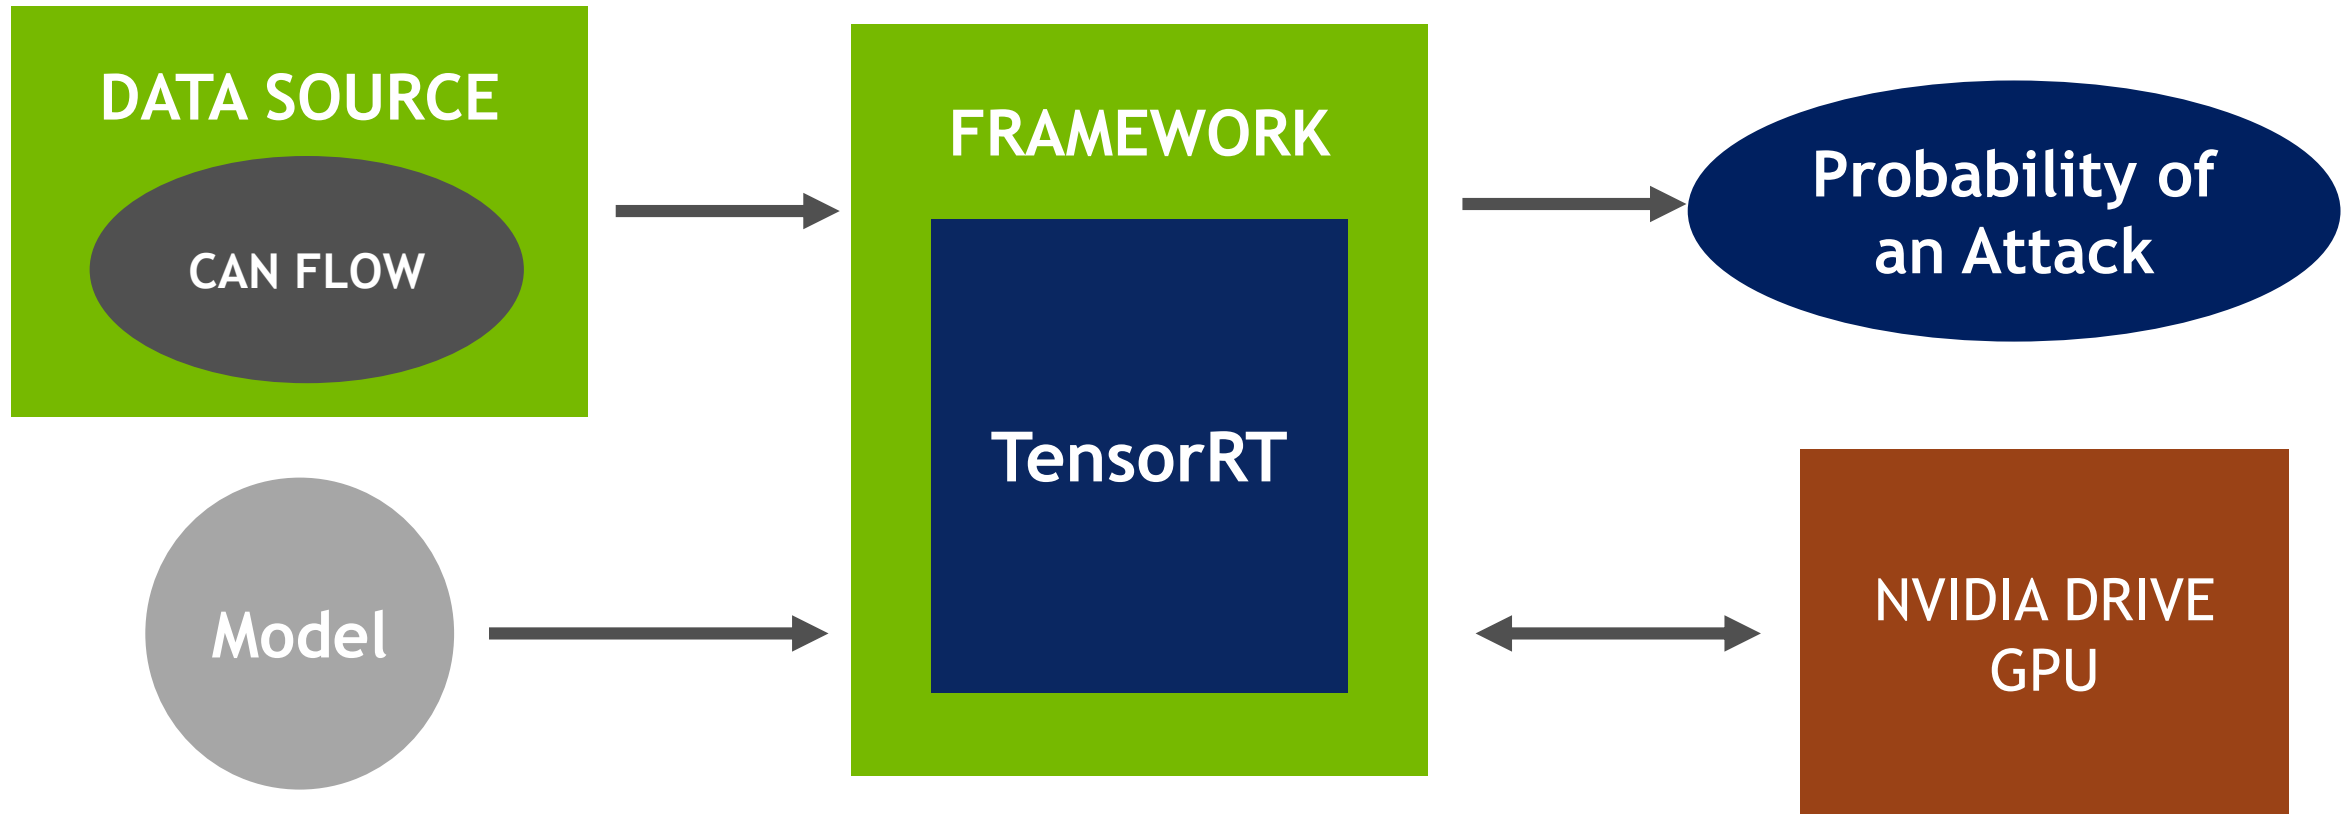 DATA SOURCE
CAN FLOW
Model
FRAMEWORK
TensorRT
Probability of
an Attack
NVIDIA DRIVE
GPU